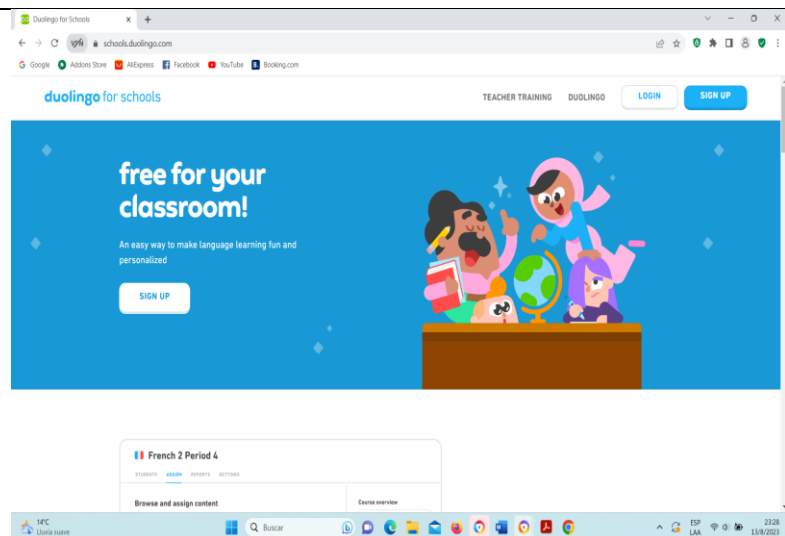 Duolingo for Schools
schools.duolingo.com
Google Addons Store AliExpress Facebook YouTube Booking.com
duolingo for schools TEACHER TRAINING DUOLINGO LOGIN SIGN UP
free for your
classroom!
An easy way to make language learning fun and
personalized
SIGN UP
French 2 Period 4
STUDENTS ASSIGN REPORTS SETTINGS
Browse and assign content Course overview
14°C
Lluvia suave
Buscar
ESP
LAA
23:28
13/8/2023